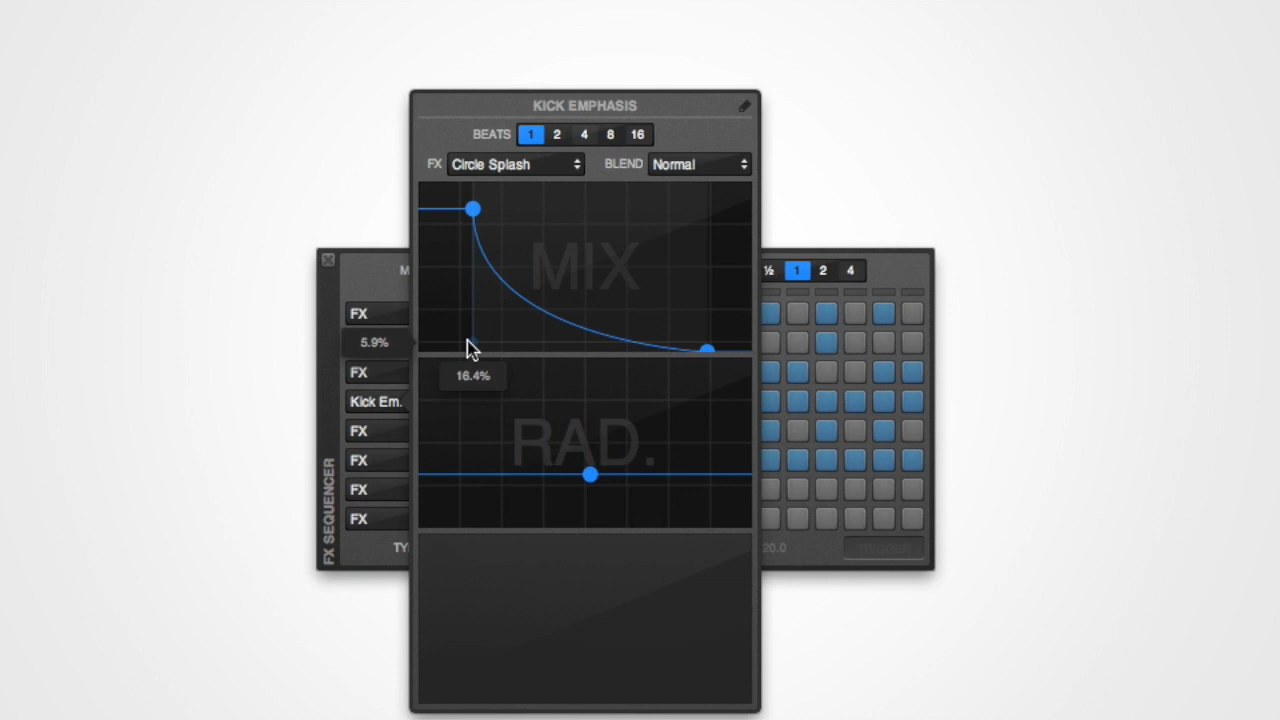 KICK EMPHASIS
BEATS 1 2 4 8 16
FX Circle Splash BLEND Normal
MIX
M ½ 1 2 4
FX
5.9%
FX
16.4%
Kick Em.
RAD.
FX
FX
FX
FX
FX SEQUENCER
TY 20.0